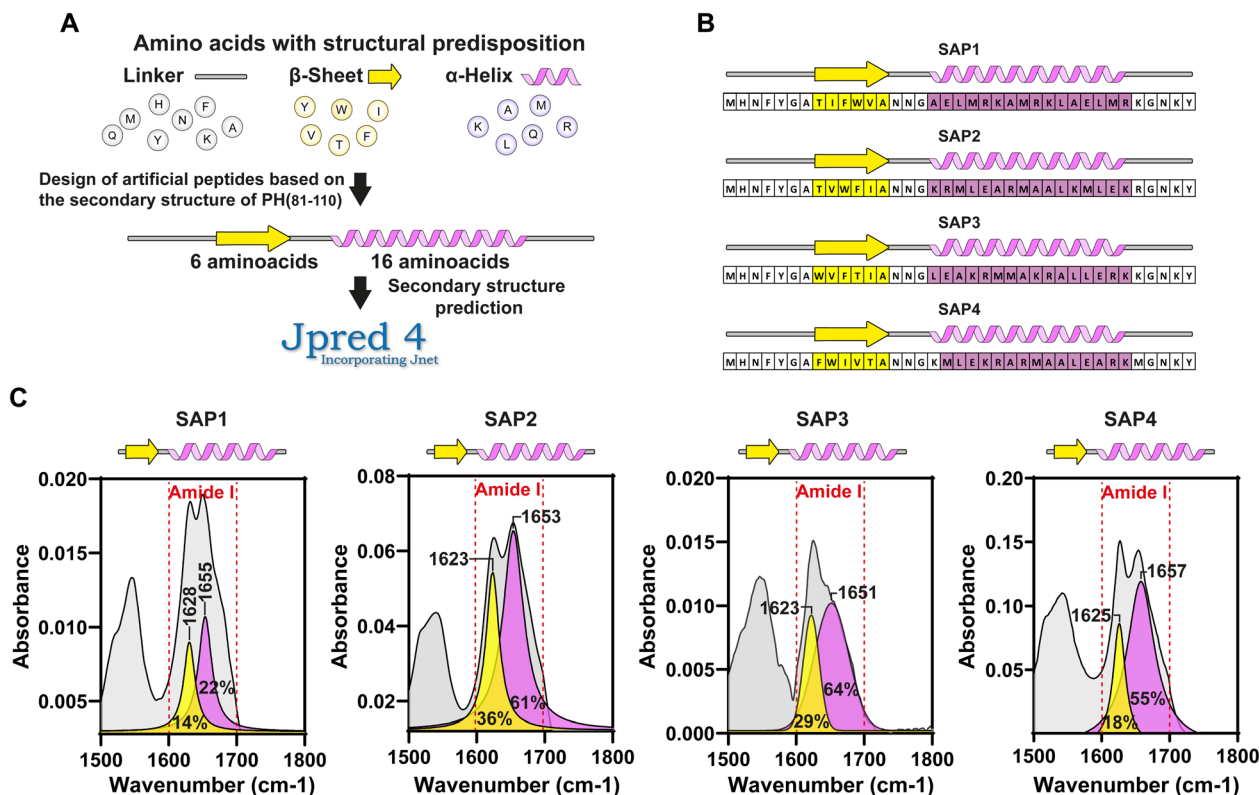 A
Amino acids with structural predisposition
Linker
β-Sheet
α-Helix
H F
M N
Q Y K A
Y W I
V T F
A M
K R
L Q
Design of artificial peptides based on
the secondary structure of PH(81-110)
6 aminoacids
16 aminoacids
Secondary structure
prediction
Jpred 4
Incorporating Jnet
B
SAP1
M H N F Y G A T I F W V A N N G A E L M R K A M R K L A E L M R K G N K Y
SAP2
M H N F Y G A T V W F I A N N G K R M L E A R M A A L K M L E K R G N K Y
SAP3
M H N F Y G A W V F T I A N N G L E A K R M M A K R A L L E R K K G N K Y
SAP4
M H N F Y G A F W I V T A N N G K M L E K R A R M A A L E A R K M G N K Y
C
SAP1
Amide I
1628
1655
22%
14%
0.020
0.015
0.010
0.005
Absorbance
1500 1600 1700 1800
Wavenumber (cm-1)
SAP2
Amide I
1653
1623
61%
36%
0.08
0.06
0.04
0.02
Absorbance
1500 1600 1700 1800
Wavenumber (cm-1)
SAP3
Amide I
1651
1623
64%
29%
0.020
0.015
0.010
0.005
0.000
Absorbance
1500 1600 1700 1800
Wavenumber (cm-1)
SAP4
Amide I
1657
1625
55%
18%
0.20
0.15
0.10
0.05
Absorbance
1500 1600 1700 1800
Wavenumber (cm-1)